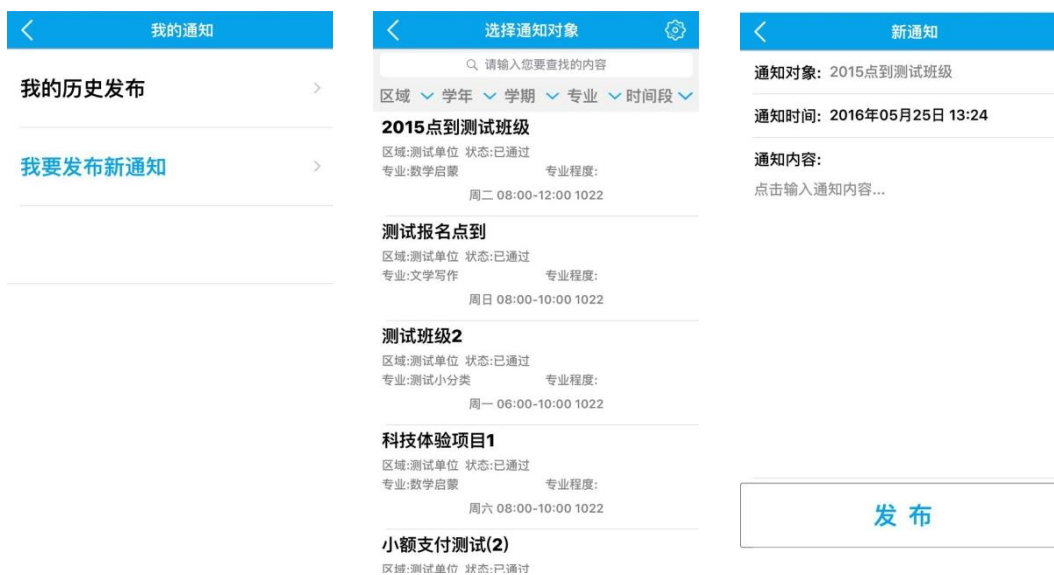 我的通知
我的历史发布
我要发布新通知
选择通知对象
请输入您要查找的内容
区域 学年 学期 专业 时间段
2015点到测试班级
区域:测试单位 状态:已通过
专业:数学启蒙 专业程度:
周二 08:00-12:00 1022
测试报名点到
区域:测试单位 状态:已通过
专业:文学写作 专业程度:
周日 08:00-10:00 1022
测试班级2
区域:测试单位 状态:已通过
专业:测试小分类 专业程度:
周一 06:00-10:00 1022
科技体验项目1
区域:测试单位 状态:已通过
专业:数学启蒙 专业程度:
周六 08:00-10:00 1022
小额支付测试(2)
区域:测试单位 状态:已通过
新通知
通知对象: 2015点到测试班级
通知时间: 2016年05月25日 13:24
通知内容:
点击输入通知内容...
发布